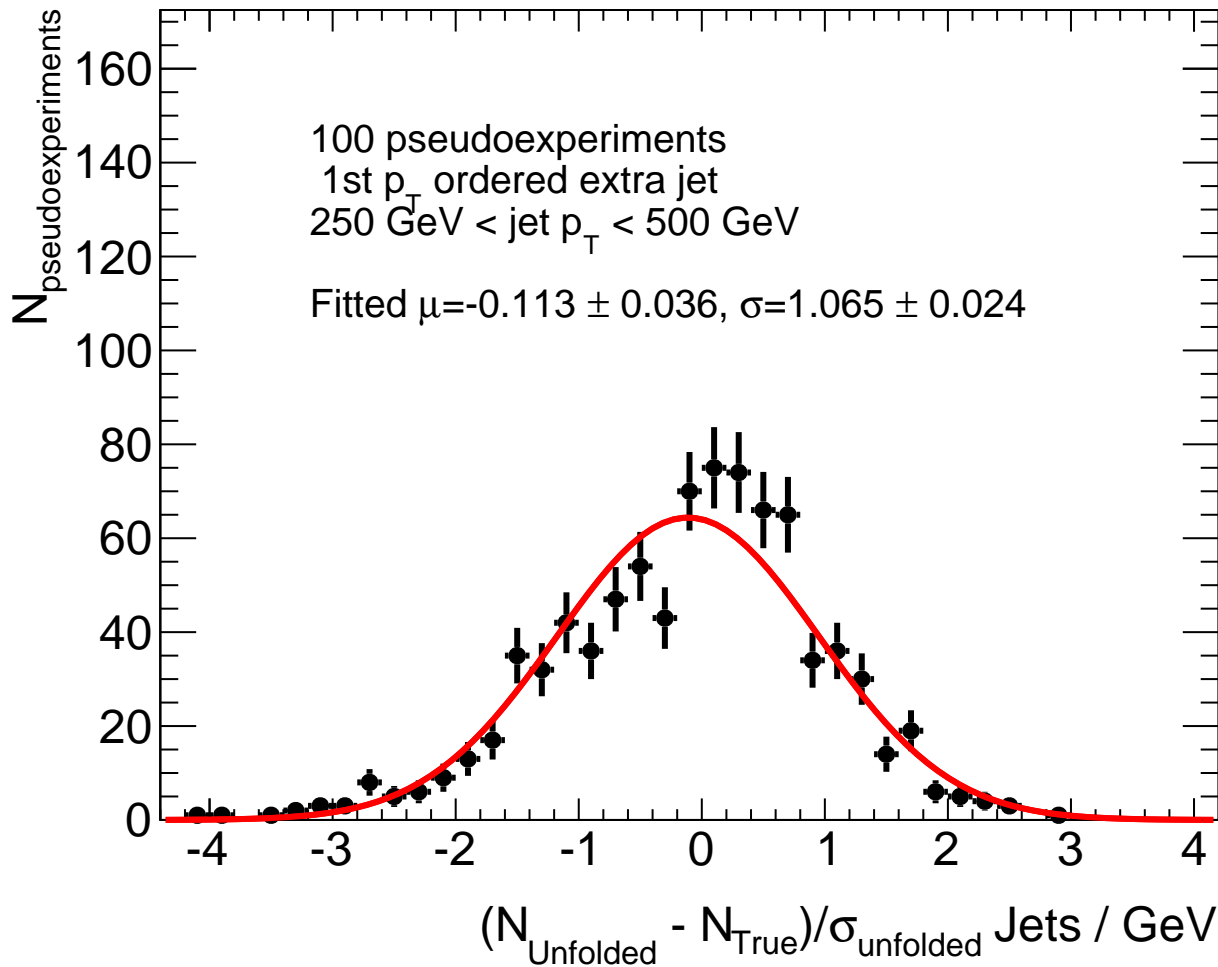 N_pseudoexperiments
160
140
120
100
80
60
40
20
0
100 pseudoexperiments
1st p_T ordered extra jet
250 GeV < jet p_T < 500 GeV
Fitted μ=-0.113 ± 0.036, σ=1.065 ± 0.024
-4 -3 -2 -1 0 1 2 3 4
(N_Unfolded - N_True)/σ_unfolded Jets / GeV